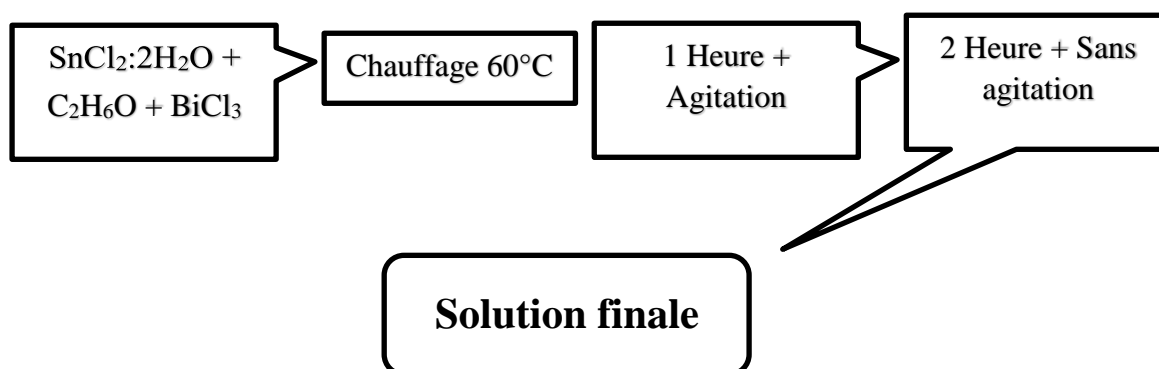 SnCl₂:2H₂O +
C₂H₆O + BiCl₃
Chauffage 60°C
1 Heure +
Agitation
2 Heure + Sans
agitation
Solution finale